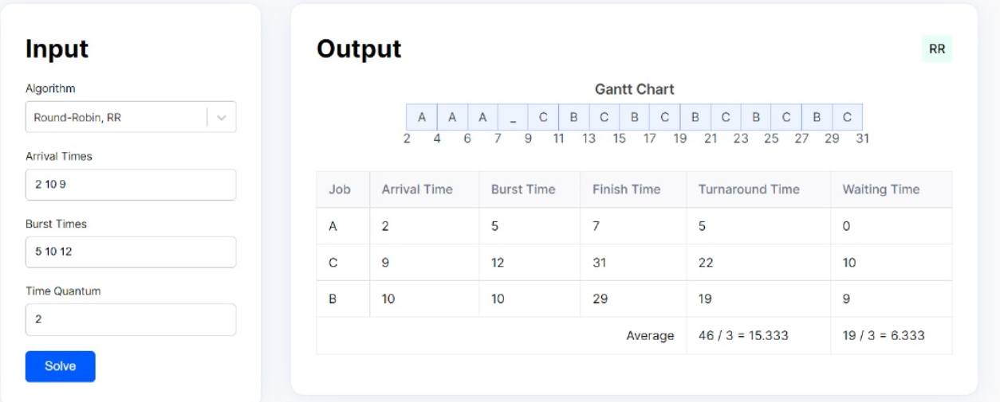 Input
Algorithm
Round-Robin, RR
Arrival Times
2 10 9
Burst Times
5 10 12
Time Quantum
2
Solve
Output
RR
Gantt Chart
A A A _ C B C B C B C B C B C
2 4 6 7 9 11 13 15 17 19 21 23 25 27 29 31
Job Arrival Time Burst Time Finish Time Turnaround Time Waiting Time
A 2 5 7 5 0
C 9 12 31 22 10
B 10 10 29 19 9
Average 46 / 3 = 15.333 19 / 3 = 6.333